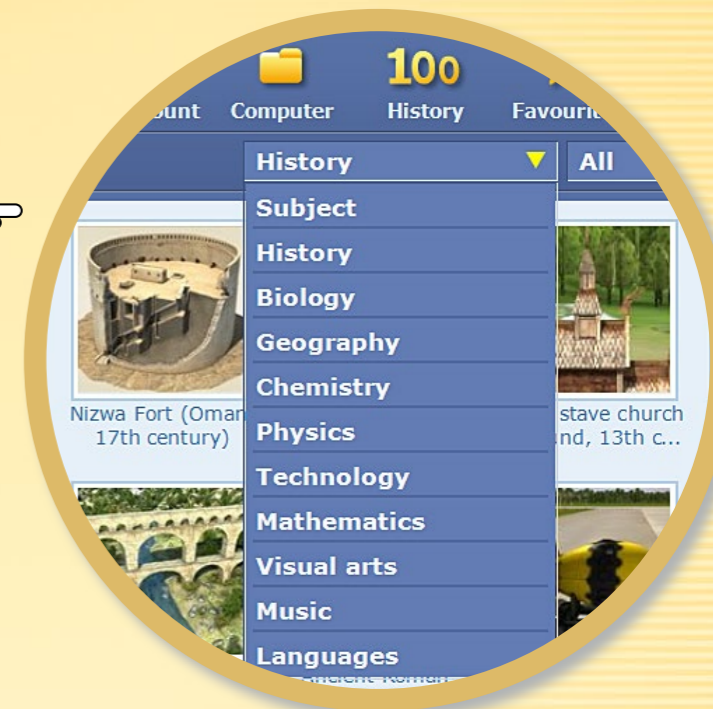 100
Computer History
History All
Subject
History
Biology
Geography
Chemistry
Physics
Technology
Mathematics
Visual arts
Music
Languages
Nizwa Fort (Oman
17th century)
stave church
nd, 13th c...